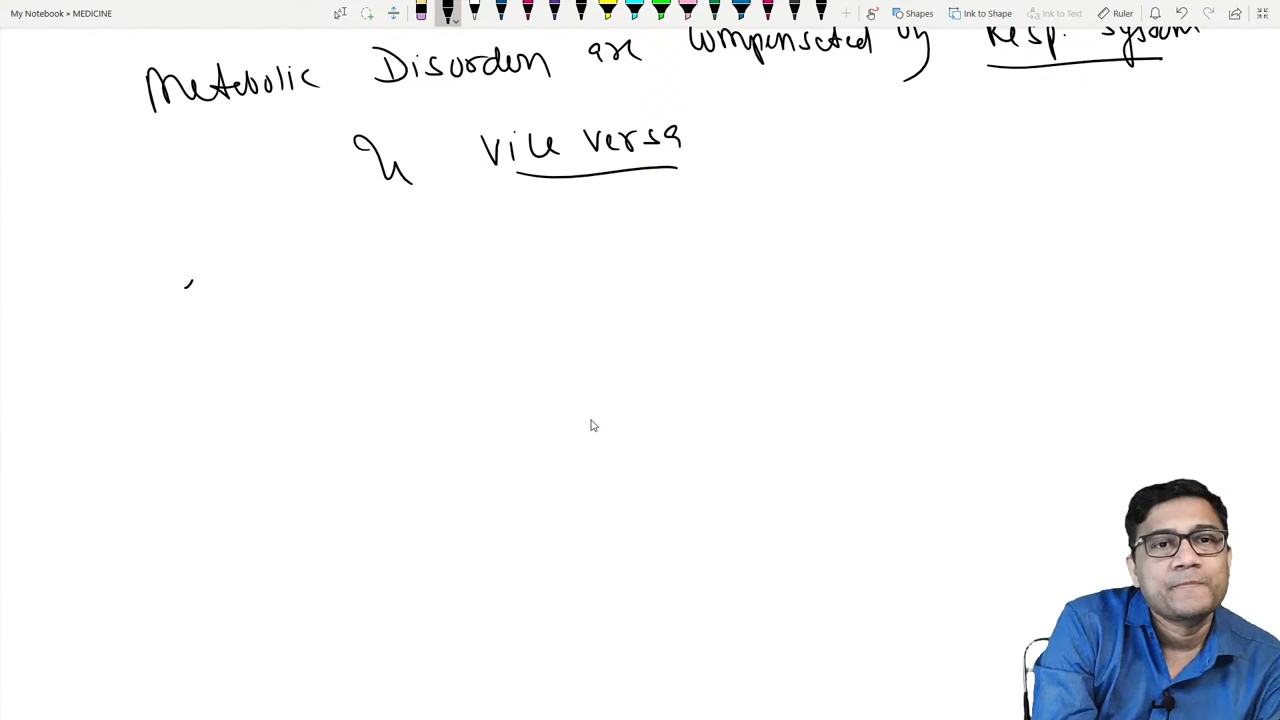 My Notebook » MEDICINE
Shapes Ink to Shape Ink to Text Ruler
Metabolic Disorders are compensated by Resp. system
& vice versa